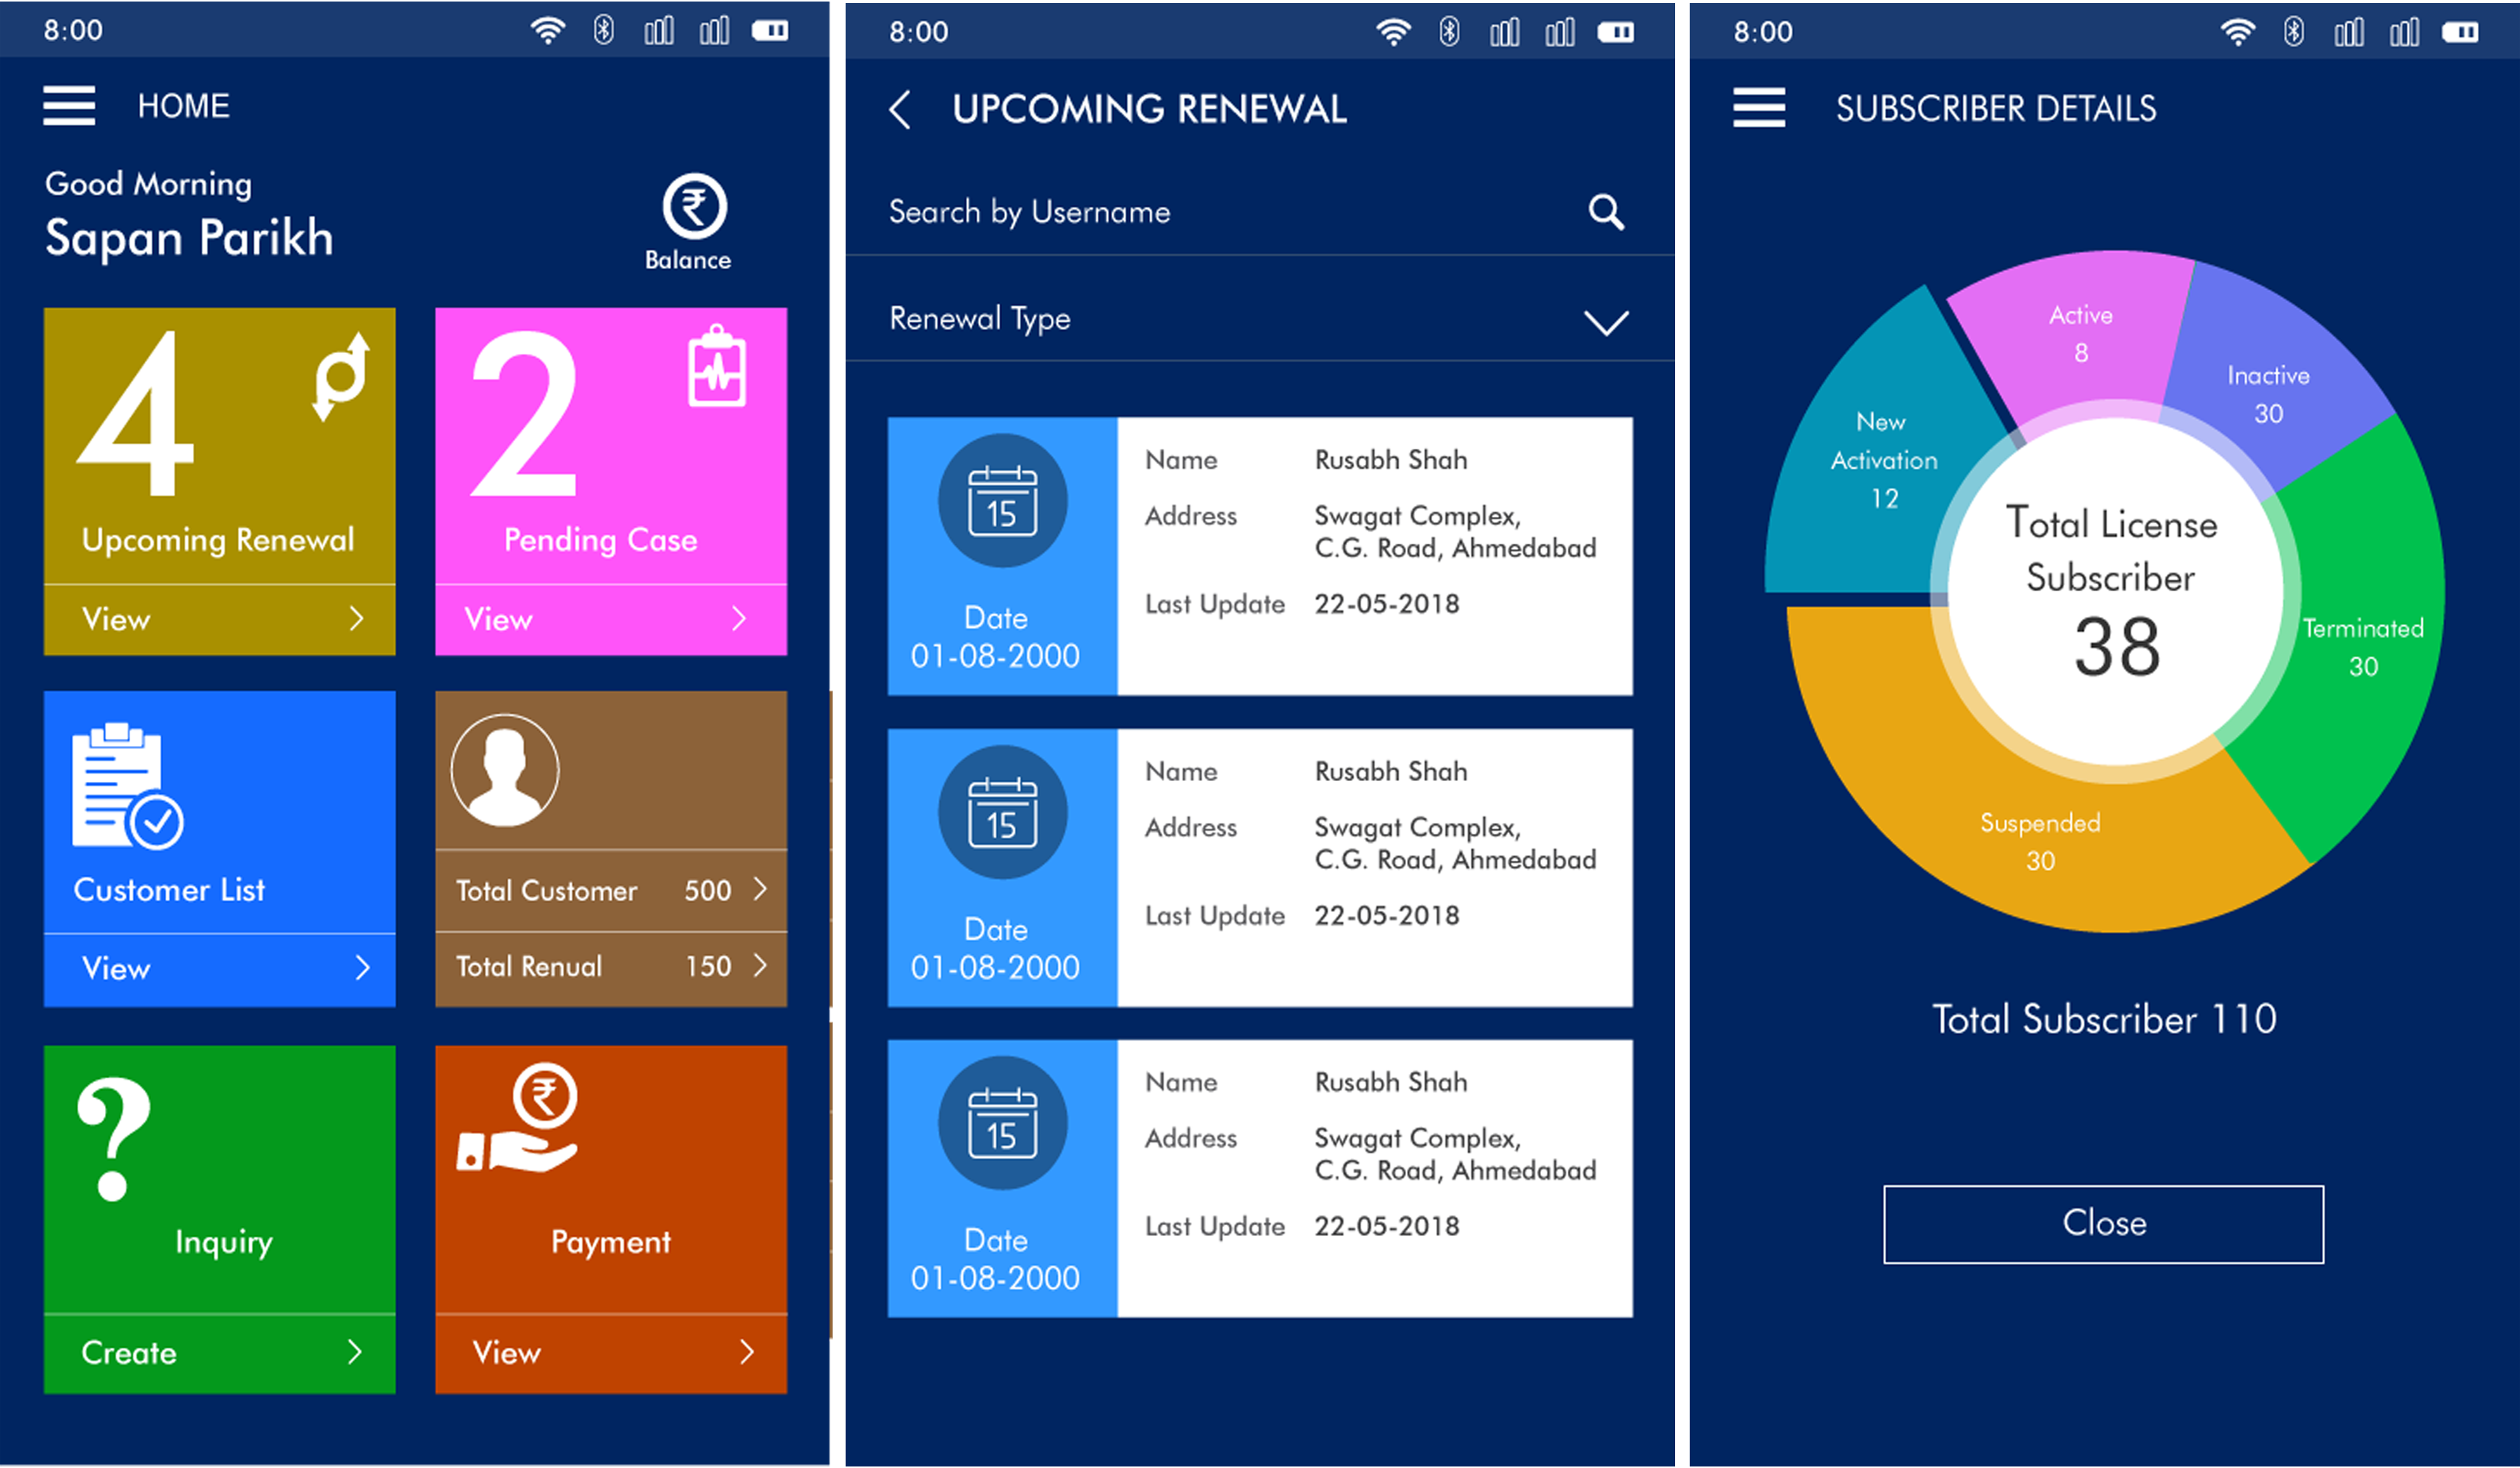 8:00
HOME
Good Morning
Sapan Parikh
₹
Balance
4
Upcoming Renewal
View
2
Pending Case
View
Customer List
View
Total Customer 500
Total Renual 150
?
Inquiry
Create
₹
Payment
View
8:00
UPCOMING RENEWAL
Search by Username
Renewal Type
15
Date
01-08-2000
Name Rusabh Shah
Address Swagat Complex,
C.G. Road, Ahmedabad
Last Update 22-05-2018
15
Date
01-08-2000
Name Rusabh Shah
Address Swagat Complex,
C.G. Road, Ahmedabad
Last Update 22-05-2018
15
Date
01-08-2000
Name Rusabh Shah
Address Swagat Complex,
C.G. Road, Ahmedabad
Last Update 22-05-2018
8:00
SUBSCRIBER DETAILS
Active
8
Inactive
30
New
Activation
12
Total License
Subscriber
38
Terminated
30
Suspended
30
Total Subscriber 110
Close